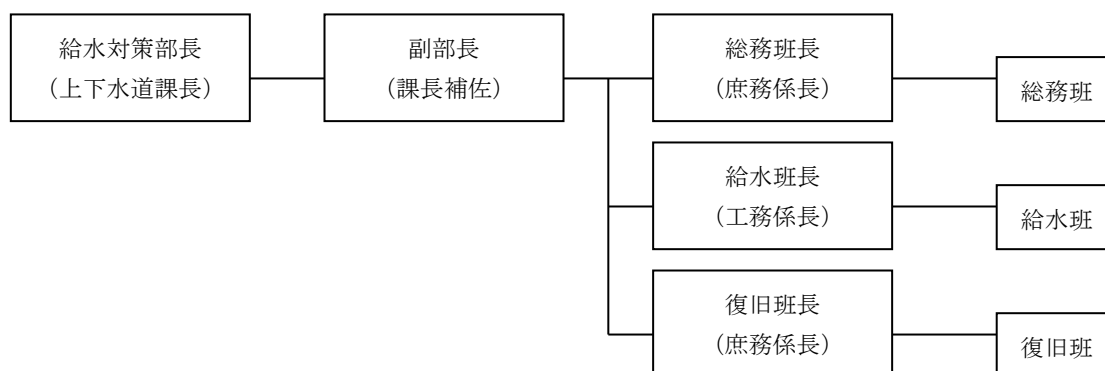 給水対策部長
（上下水道課長）
副部長
（課長補佐）
総務班長
（庶務係長）
総務班
給水班長
（工務係長）
給水班
復旧班長
（庶務係長）
復旧班